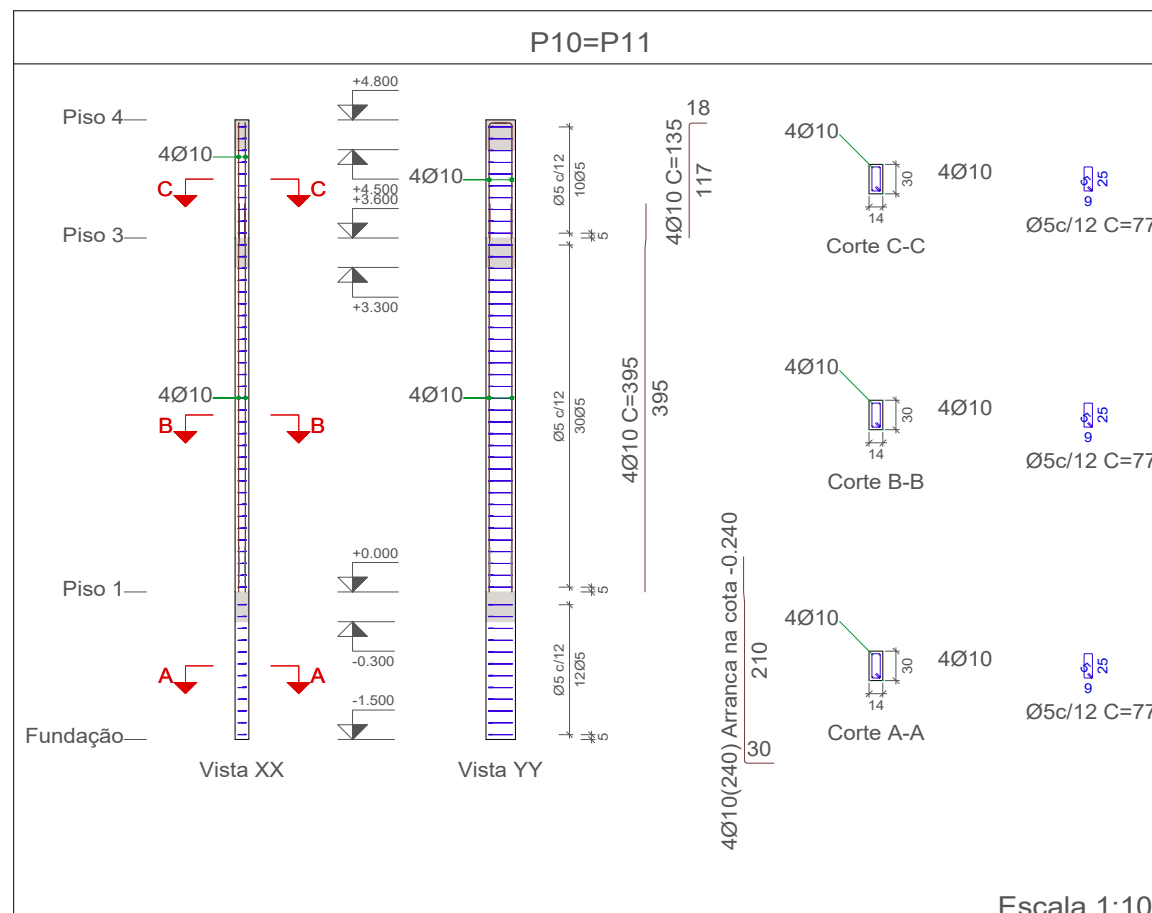 P10=P11
Piso 4
+4.800
4Ø10
C
C
+4.500
+3.600
Piso 3
+3.300
4Ø10
B
B
+0.000
Piso 1
-0.300
A
A
-1.500
Fundação
Vista XX
4Ø10
4Ø10
Vista YY
Ø5 c/12
10Ø5
5
Ø5 c/12
30Ø5
5
Ø5 c/12
12Ø5
5
18
4Ø10 C=135
117
4Ø10 C=395
395
4Ø10(240) Arranca na cota -0.240
210
30
4Ø10
30
14
4Ø10
25
9
Ø5c/12 C=77
Corte C-C
4Ø10
30
14
4Ø10
25
9
Ø5c/12 C=77
Corte B-B
4Ø10
30
14
4Ø10
25
9
Ø5c/12 C=77
Corte A-A
Escala 1:10